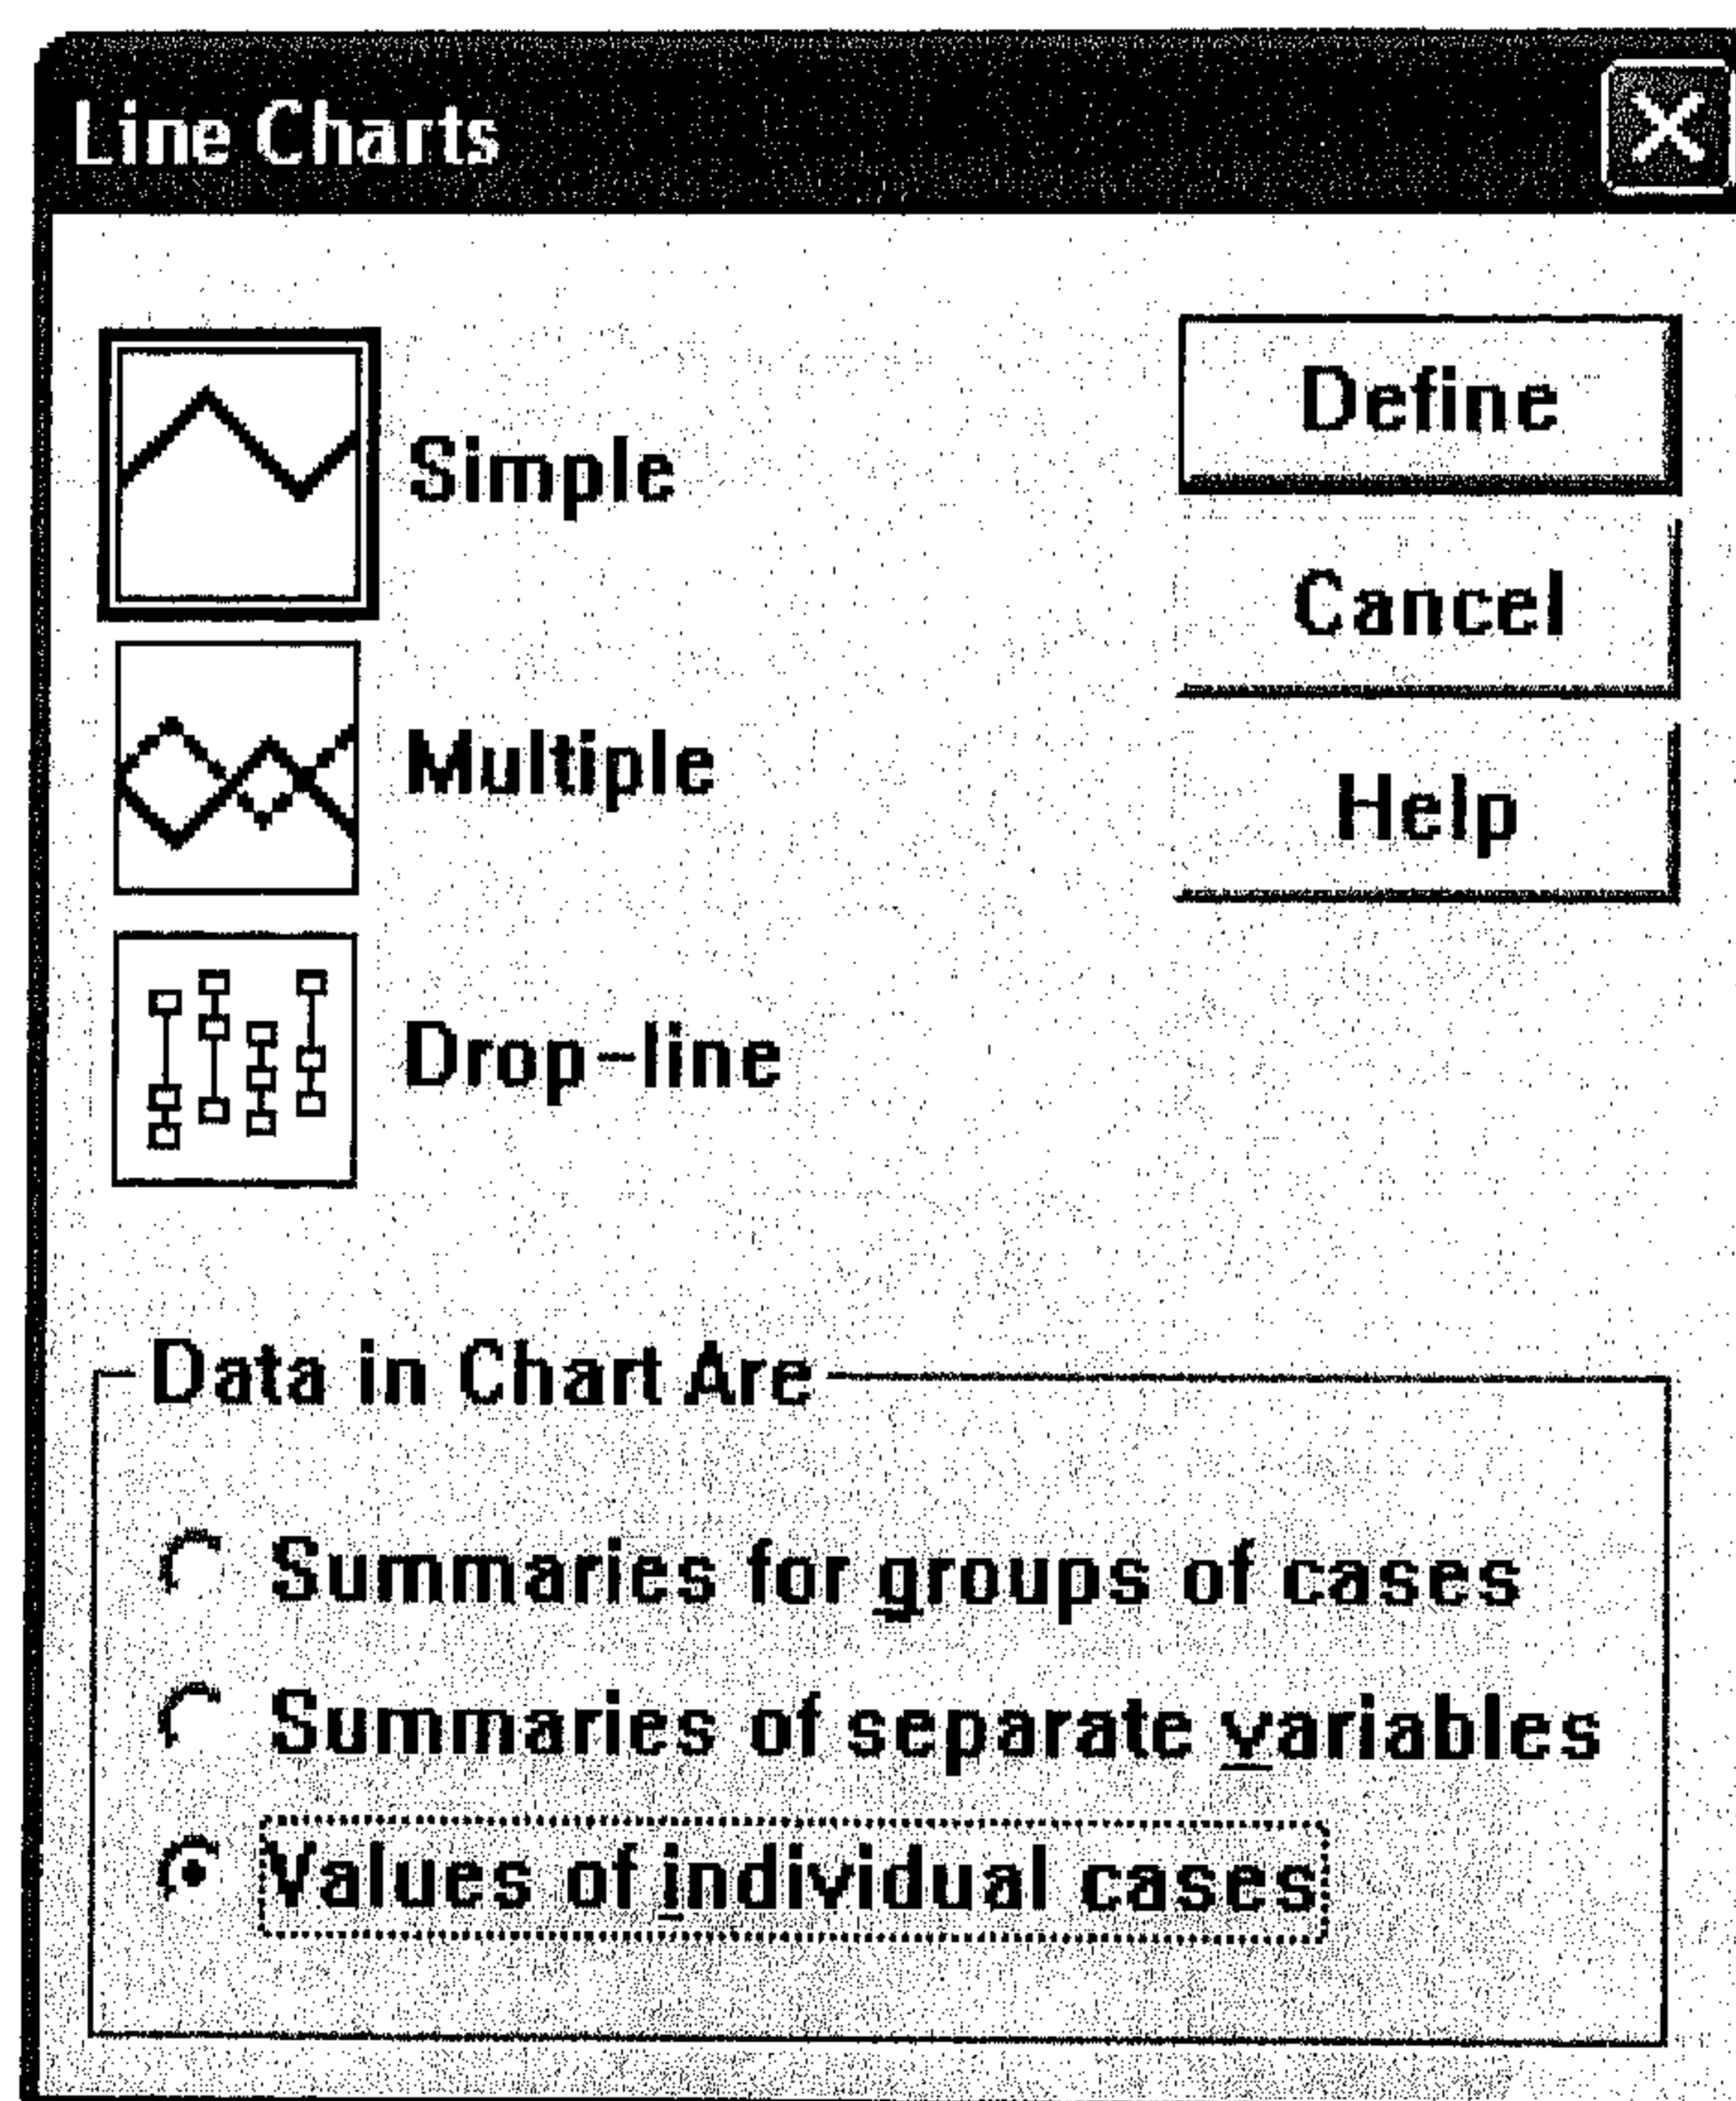 Line Charts
Simple
Multiple
Drop-line
Define
Cancel
Help
Data in Chart Are
Summaries for groups of cases
Summaries of separate variables
Values of individual cases